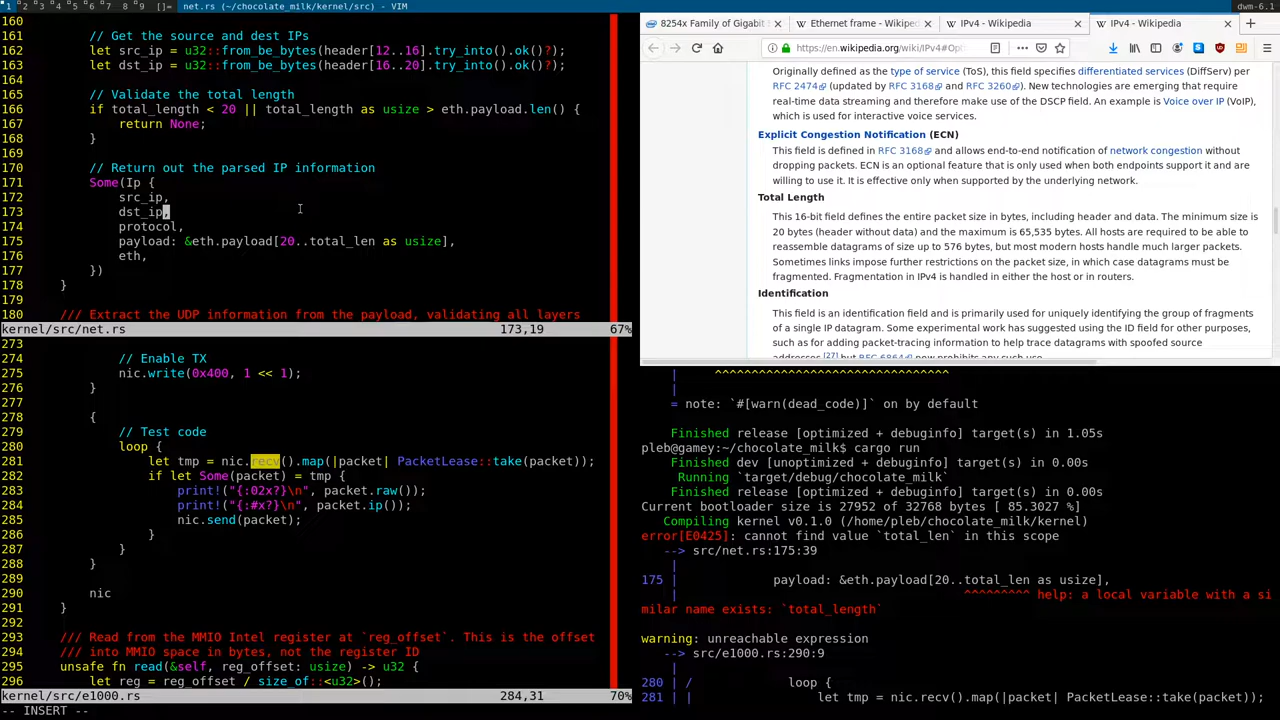 1 2 3 4 5 6 7 8 9 []= net.rs (~/chocolate_milk/kernel/src) - VIM
dwm-6.1
160
161 // Get the source and dest IPs
162 let src_ip = u32::from_be_bytes(header[12..16].try_into().ok()?);
163 let dst_ip = u32::from_be_bytes(header[16..20].try_into().ok()?);
164
165 // Validate the total length
166 if total_length < 20 || total_length as usize > eth.payload.len() {
167 return None;
168 }
169
170 // Return out the parsed IP information
171 Some(Ip {
172 src_ip,
173 dst_ip,
174 protocol,
175 payload: &eth.payload[20..total_len as usize],
176 eth,
177 })
178 }
179
180 /// Extract the UDP information from the payload, validating all layers
kernel/src/net.rs 173,19 67%
273
274 // Enable TX
275 nic.write(0x400, 1 << 1);
276 }
277
278 {
279 // Test code
280 loop {
281 let tmp = nic.recv().map(|packet| PacketLease::take(packet));
282 if let Some(packet) = tmp {
283 print!("{:02x?}\n", packet.raw());
284 print!("{:#x?}\n", packet.ip());
285 nic.send(packet);
286 }
287 }
288 }
289
290 nic
291 }
292
293 /// Read from the MMIO Intel register at `reg_offset`. This is the offset
294 /// into MMIO space in bytes, not the register ID
295 unsafe fn read(&self, reg_offset: usize) -> u32 {
296 let reg = reg_offset / size_of::<u32>();
kernel/src/e1000.rs 284,31 70%
-- INSERT --
8254x Family of Gigabit
Ethernet frame - Wikiped
IPv4 - Wikipedia
IPv4 - Wikipedia
https://en.wikipedia.org/wiki/IPv4#Op
Originally defined as the type of service (ToS), this field specifies differentiated services (DiffServ) per
RFC 2474 (updated by RFC 3168 and RFC 3260). New technologies are emerging that require
real-time data streaming and therefore make use of the DSCP field. An example is Voice over IP (VoIP),
which is used for interactive voice services.
Explicit Congestion Notification (ECN)
This field is defined in RFC 3168 and allows end-to-end notification of network congestion without
dropping packets. ECN is an optional feature that is only used when both endpoints support it and are
willing to use it. It is effective only when supported by the underlying network.
Total Length
This 16-bit field defines the entire packet size in bytes, including header and data. The minimum size is
20 bytes (header without data) and the maximum is 65,535 bytes. All hosts are required to be able to
reassemble datagrams of size up to 576 bytes, but most modern hosts handle much larger packets.
Sometimes links impose further restrictions on the packet size, in which case datagrams must be
fragmented. Fragmentation in IPv4 is handled in either the host or in routers.
Identification
This field is an identification field and is primarily used for uniquely identifying the group of fragments
of a single IP datagram. Some experimental work has suggested using the ID field for other purposes,
such as for adding packet-tracing information to help trace datagrams with spoofed source
addresses,[27] but RFC 6864 now prohibits any such use.
| ^^^^^^^^^^^^^^^^^^^^^^^^^^^^^^^^
|
= note: `#[warn(dead_code)]` on by default
Finished release [optimized + debuginfo] target(s) in 1.05s
pleb@gamey:~/chocolate_milk$ cargo run
Finished dev [unoptimized + debuginfo] target(s) in 0.00s
Running `target/debug/chocolate_milk`
Finished release [optimized + debuginfo] target(s) in 0.00s
Current bootloader size is 27952 of 32768 bytes [ 85.3027 %]
Compiling kernel v0.1.0 (/home/pleb/chocolate_milk/kernel)
error[E0425]: cannot find value `total_len` in this scope
--> src/net.rs:175:39
|
175 | payload: &eth.payload[20..total_len as usize],
| ^^^^^^^^^ help: a local variable with a si
milar name exists: `total_length`
warning: unreachable expression
--> src/e1000.rs:290:9
|
280 | / loop {
281 | | let tmp = nic.recv().map(|packet| PacketLease::take(packet));